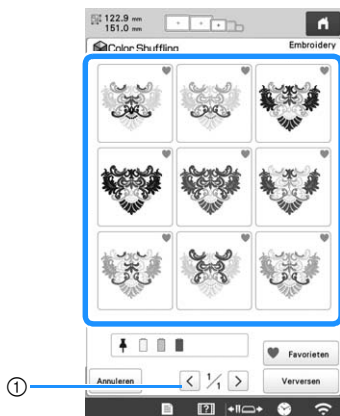 122.9 mm
151.0 mm
Color Shuffling
Embroidery
Favorieten
①
Annuleren
1/1
Verversen